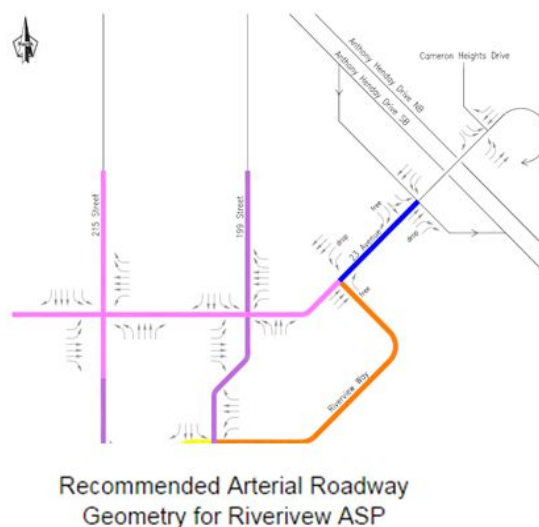 Cameron Heights Drive
Anthony Henday Drive NB
Anthony Henday Drive SB
215 Street
199 Street
free
drop
23 Avenue
drop
free
Riverview Way
Recommended Arterial Roadway
Geometry for Riverivew ASP